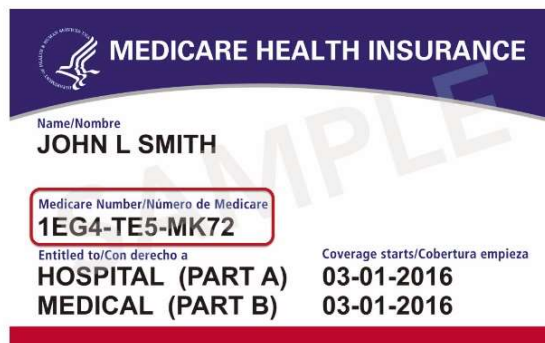 MEDICARE HEALTH INSURANCE
Name/Nombre
JOHN L SMITH
Medicare Number/Número de Medicare
1EG4-TE5-MK72
Entitled to/Con derecho a
Coverage starts/Cobertura empieza
HOSPITAL (PART A) 03-01-2016
MEDICAL (PART B) 03-01-2016
SAMPLE